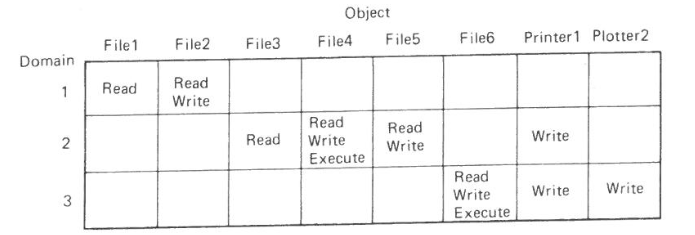 Object
File1 File2 File3 File4 File5 File6 Printer1 Plotter2
Domain
1 Read Read
Write
2 Read Read
Write
Execute Read
Write Write
3 Read
Write
Execute Write Write